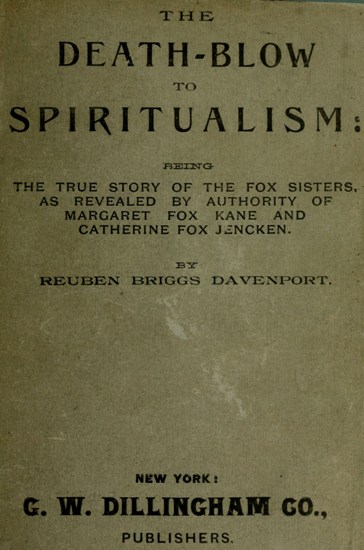 THE
DEATH-BLOW
TO
SPIRITUALISM:
BEING
THE TRUE STORY OF THE FOX SISTERS,
AS REVEALED BY AUTHORITY OF
MARGARET FOX KANE AND
CATHERINE FOX JENCKEN.
BY
REUBEN BRIGGS DAVENPORT.
NEW YORK:
G. W. DILLINGHAM CO.,
PUBLISHERS.